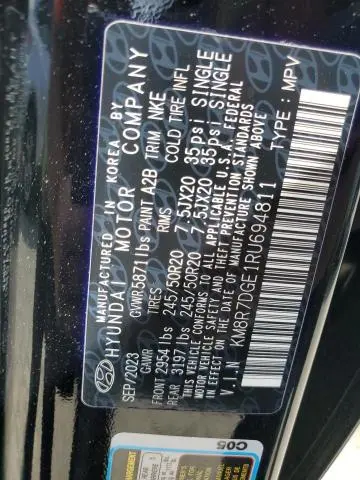 MANUFACTURED IN KOREA BY
HYUNDAI MOTOR COMPANY
SEP/2023 GVWR 5871 lbs PAINT A2B TRIM NKE
GAWR TIRES RIMS COLD TIRE INFL
FRONT 2954 lbs 245/50R20 7.5JX20 35psi SINGLE
REAR 3197 lbs 245/50R20 7.5JX20 35psi SINGLE
THIS VEHICLE CONFORMS TO ALL APPLICABLE U.S.A. FEDERAL
MOTOR VEHICLE SAFETY, BUMPER AND THEFT PREVENTION STANDARDS
IN EFFECT ON THE DATE OF MANUFACTURE SHOWN ABOVE.
V.I.N KM8R7DGE1RU694811 TYPE : MPV
C05